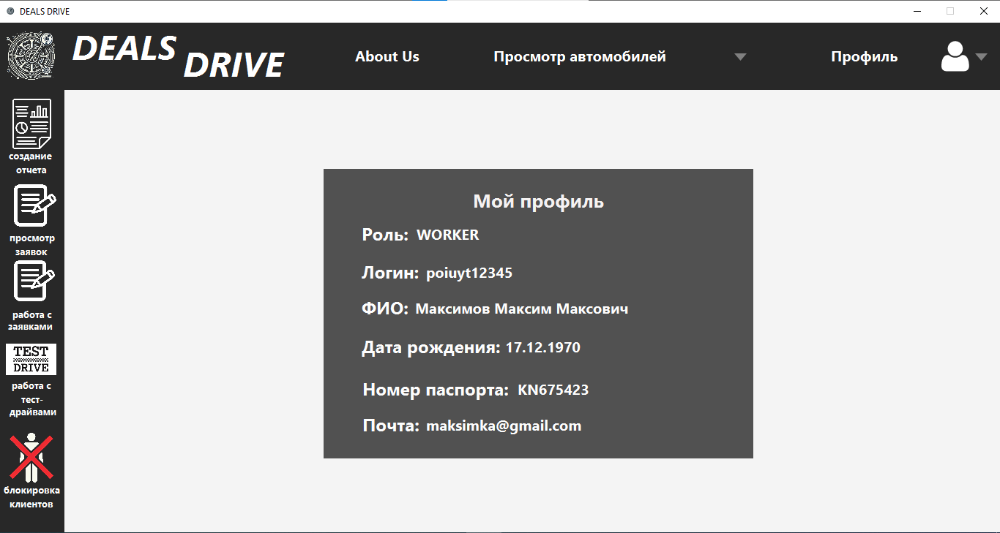 DEALS DRIVE
DEALS
DRIVE
About Us
Просмотр автомобилей
Профиль
создание
отчета
просмотр
заявок
работа с
заявками
TEST
DRIVE
работа с
тест-
драйвами
блокировка
клиентов
Мой профиль
Роль: WORKER
Логин: poiuyt12345
ФИО: Максимов Максим Максович
Дата рождения: 17.12.1970
Номер паспорта: KN675423
Почта: maksimka@gmail.com